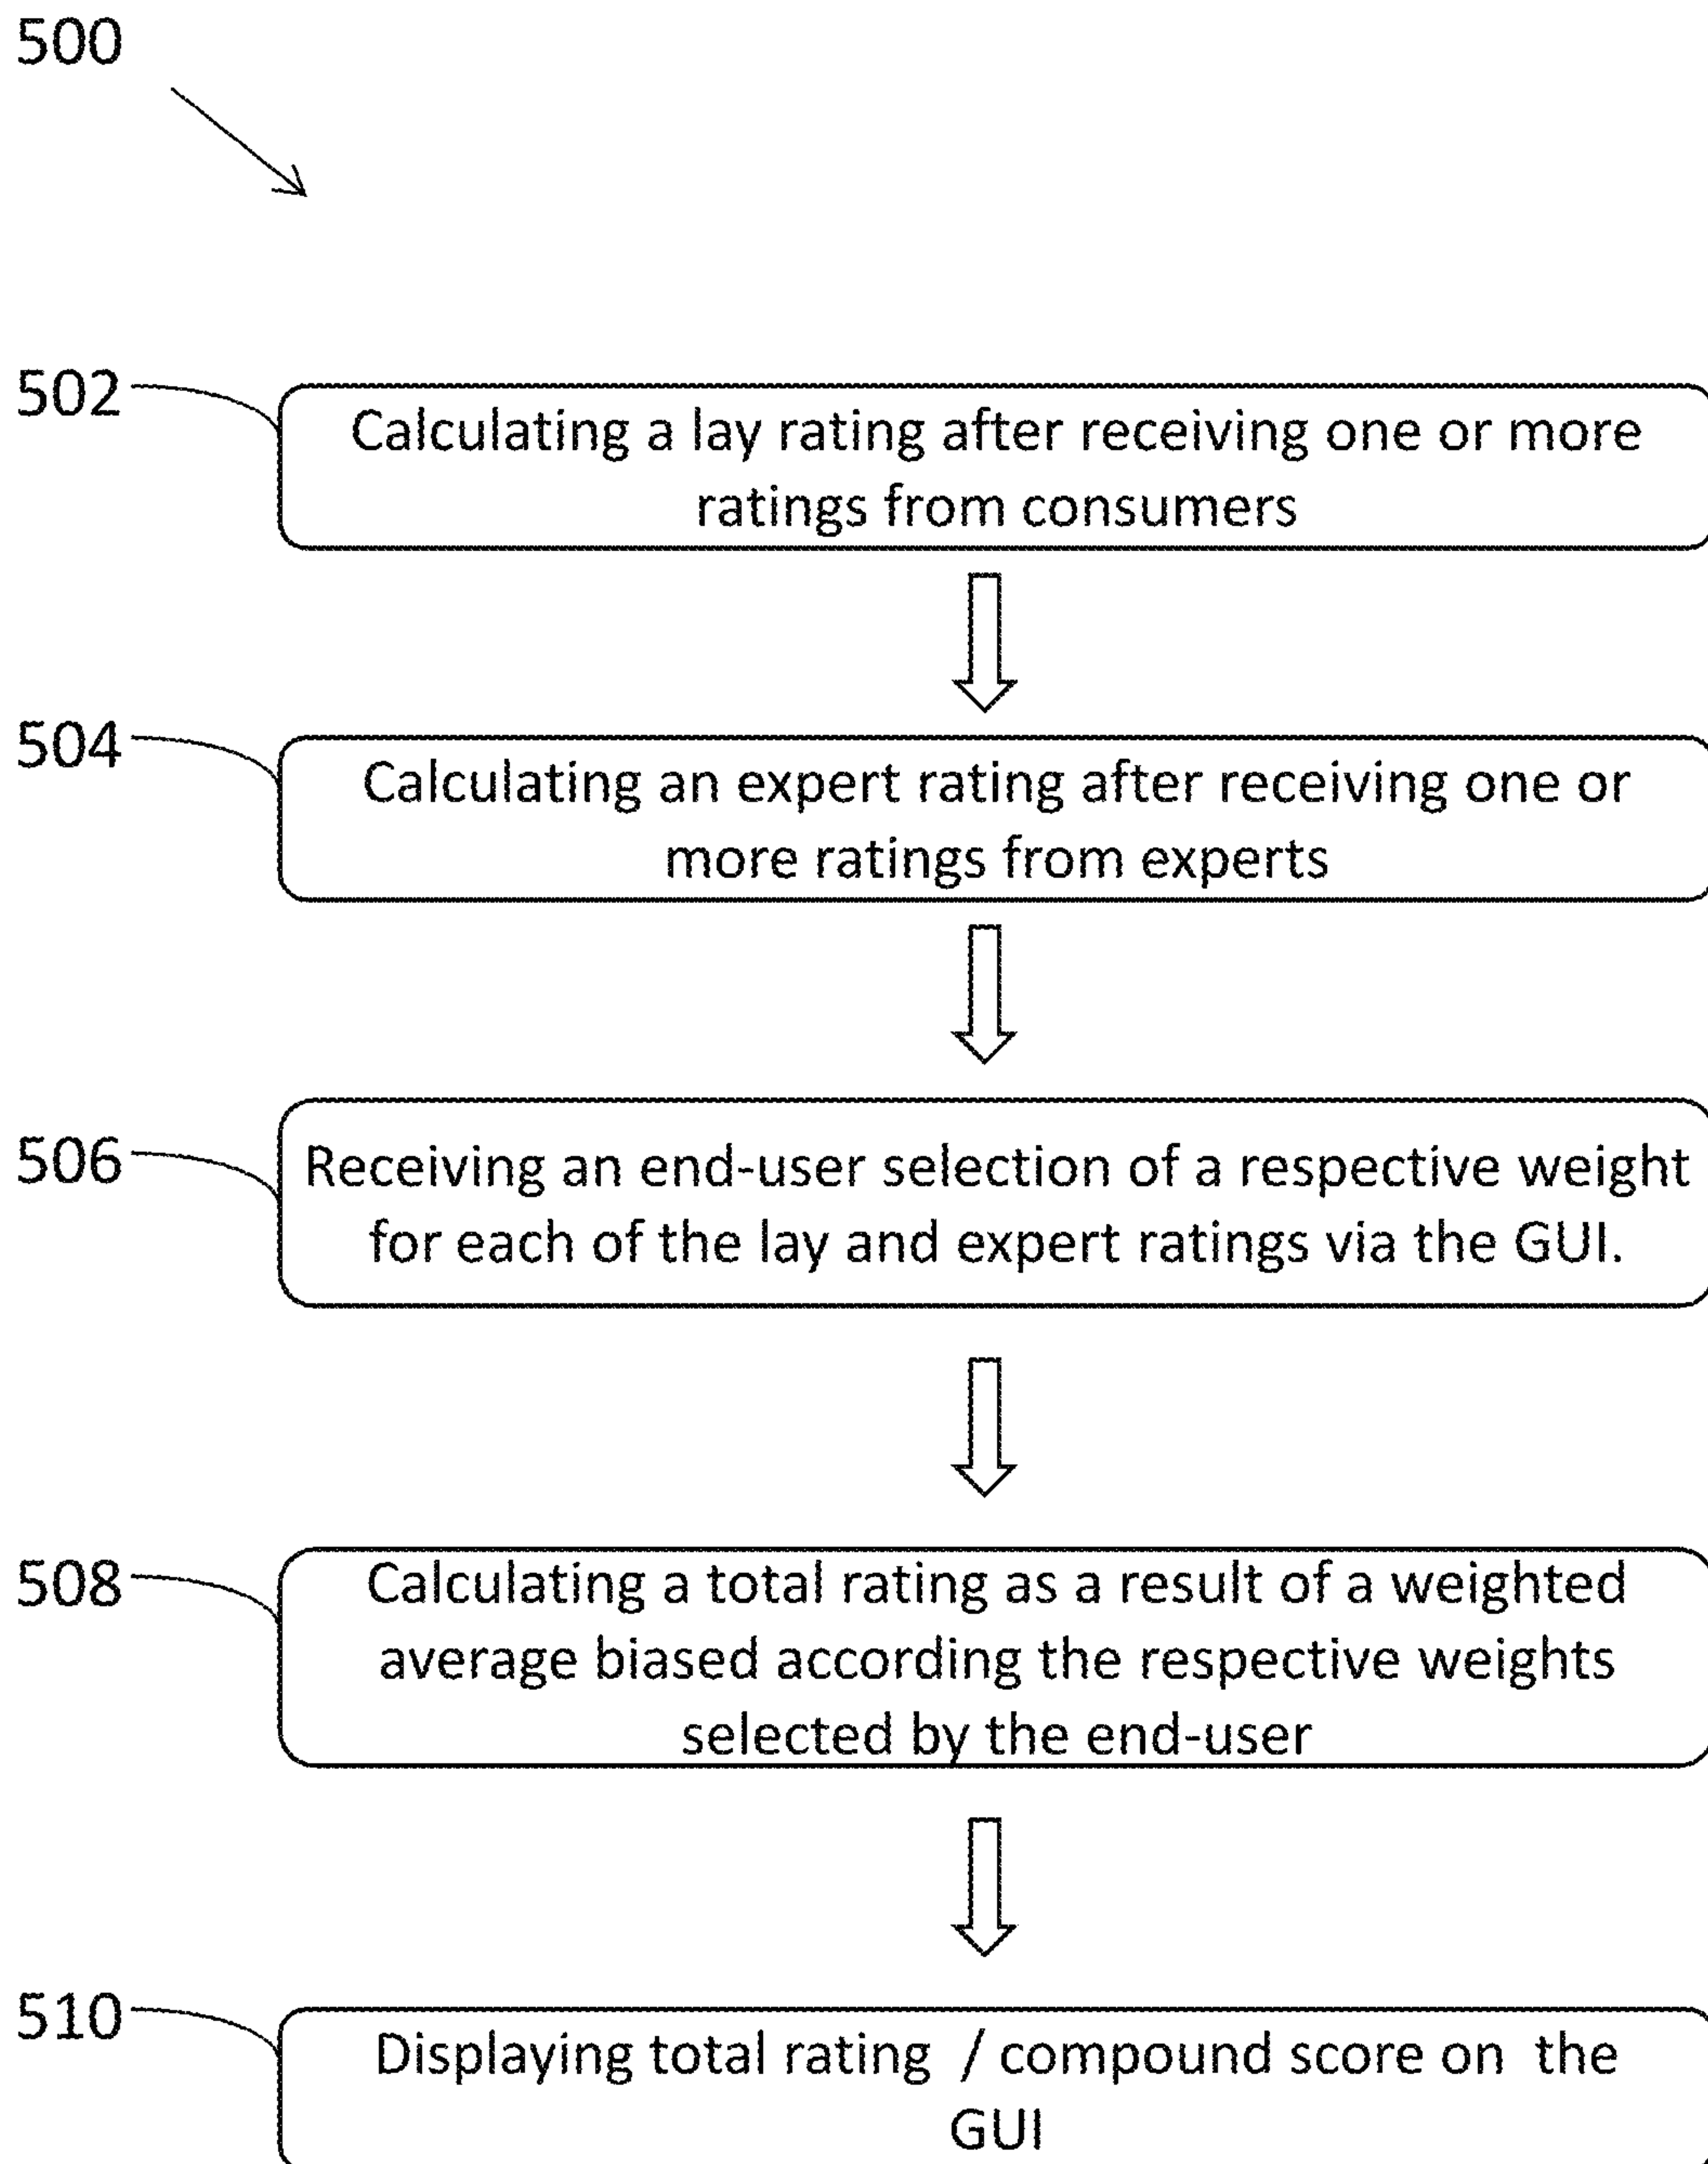 500
502
Calculating a lay rating after receiving one or more
ratings from consumers
504
Calculating an expert rating after receiving one or
more ratings from experts
506
Receiving an end-user selection of a respective weight
for each of the lay and expert ratings via the GUI.
508
Calculating a total rating as a result of a weighted
average biased according the respective weights
selected by the end-user
510
Displaying total rating / compound score on the
GUI